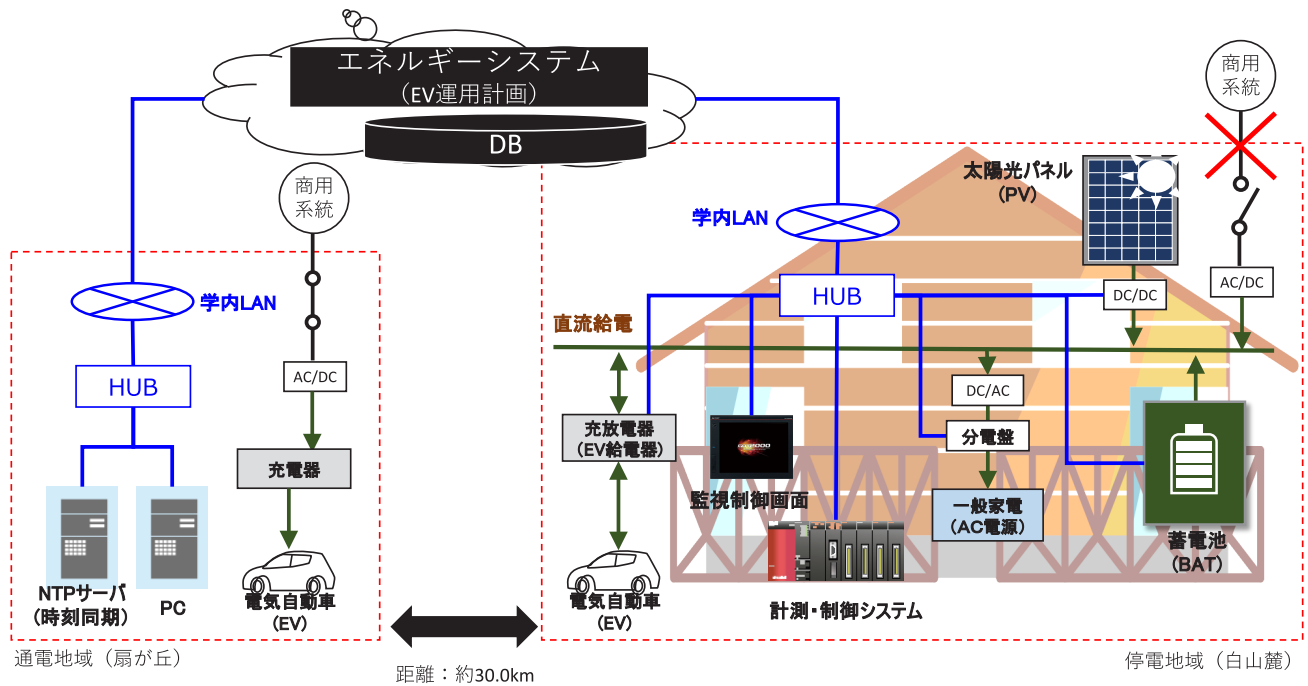 エネルギーシステム
（EV運用計画）
DB
商用
系統
学内LAN
HUB
AC/DC
充電器
NTPサーバ
（時刻同期）
PC
電気自動車
（EV）
通電地域（扇が丘）
距離：約30.0km
商用
系統
太陽光パネル
（PV）
学内LAN
HUB
DC/DC
AC/DC
直流給電
DC/AC
充放電器
（EV給電器）
分電盤
監視制御画面
一般家電
（AC電源）
蓄電池
（BAT）
電気自動車
（EV）
計測・制御システム
停電地域（白山麓）